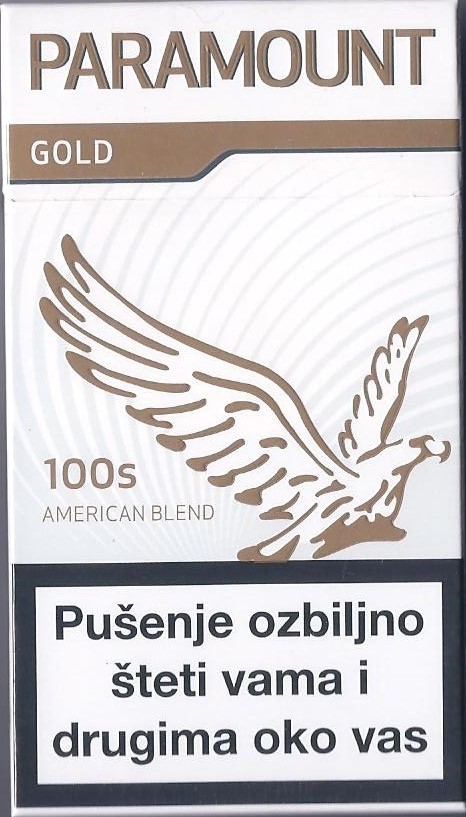 PARAMOUNT
GOLD
100s
AMERICAN BLEND
Pušenje ozbiljno
šteti vama i
drugima oko vas